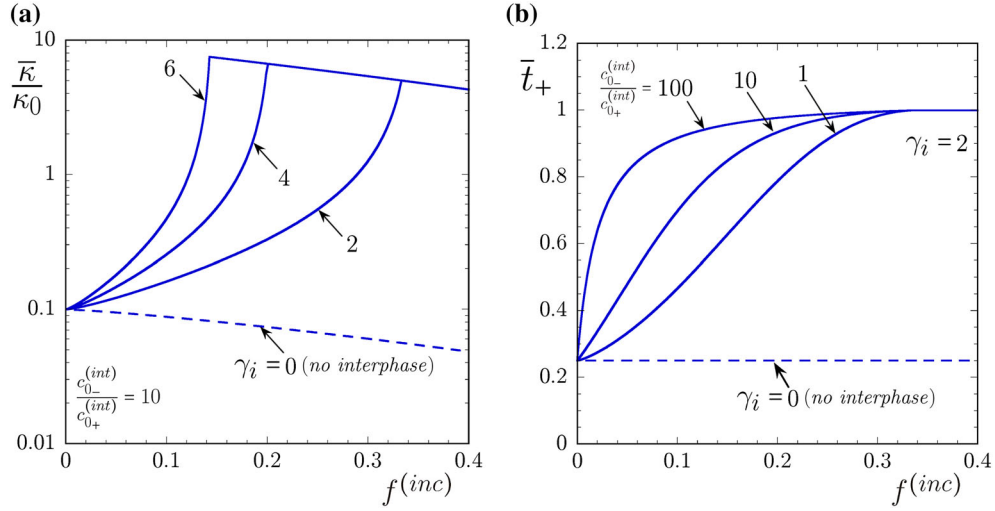 (a)
κ̅/κ₀
10
1
0.1
0.01
6
4
2
γᵢ = 0 (no interphase)
c₀₋^(int)/c₀₊^(int) = 10
0 0.1 0.2 0.3 0.4
f^(inc)
(b)
t̅₊
1.2
1
0.8
0.6
0.4
0.2
0
c₀₋^(int)/c₀₊^(int) = 100
10
1
γᵢ = 2
γᵢ = 0 (no interphase)
0 0.1 0.2 0.3 0.4
f^(inc)